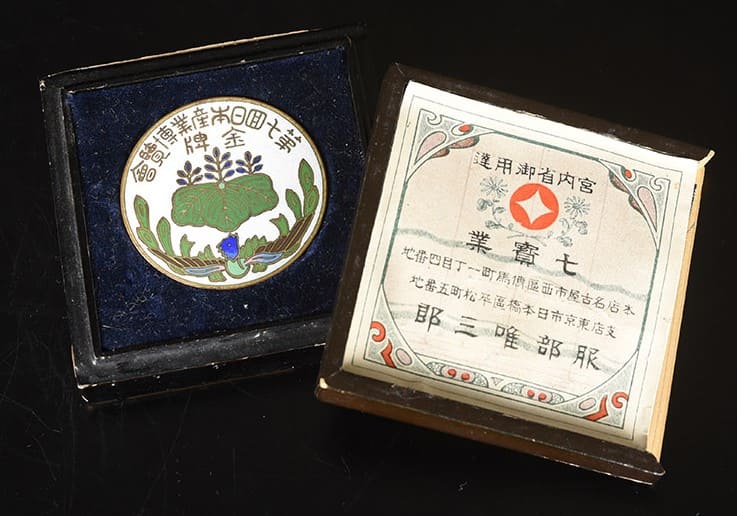 第七回日本産業博覽會
金牌
宮内省御用達
七寶業
本店名古屋市西區傳馬町一丁目四番地
支店東京市日本橋區平松町五番地
服部唯三郎